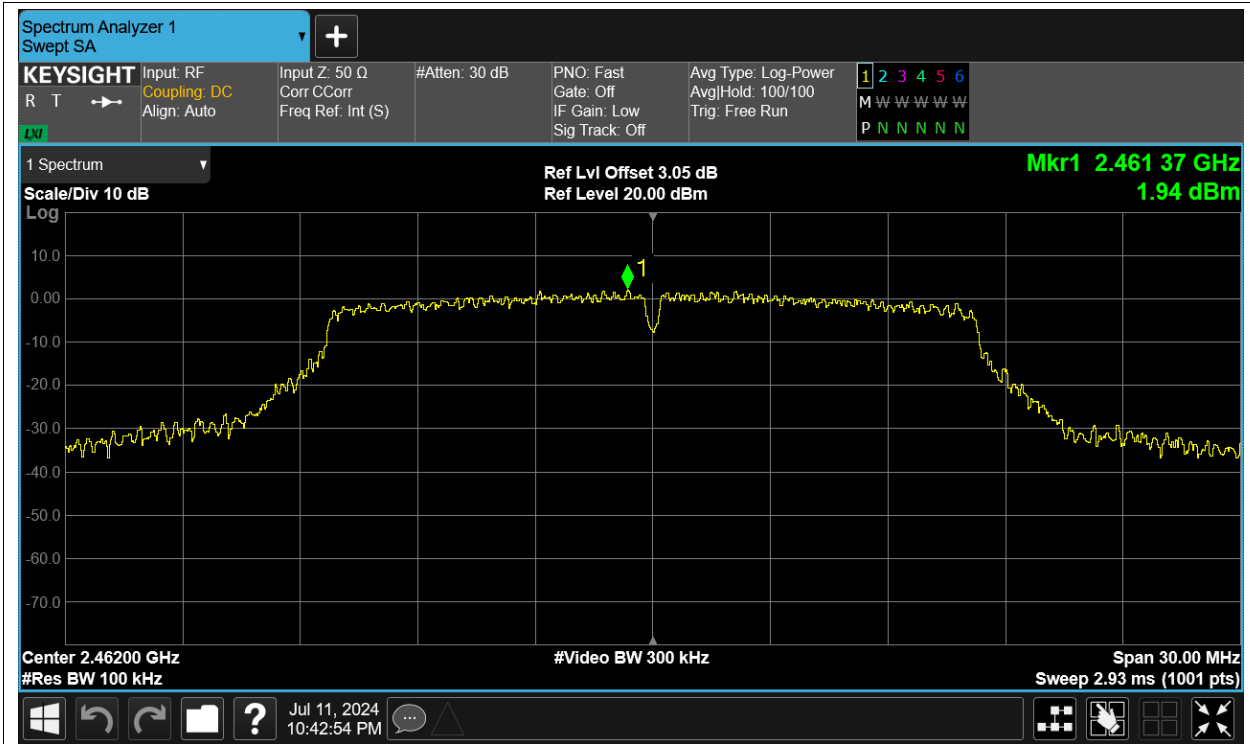 Spectrum Analyzer 1
Swept SA
KEYSIGHT
R T
LXI
Input: RF
Coupling: DC
Align: Auto
Input Z: 50 Ω
Corr CCorr
Freq Ref: Int (S)
#Atten: 30 dB
PNO: Fast
Gate: Off
IF Gain: Low
Sig Track: Off
Avg Type: Log-Power
Avg|Hold: 100/100
Trig: Free Run
1 2 3 4 5 6
M W W W W W
P N N N N N
1 Spectrum
Scale/Div 10 dB
Log
Ref Lvl Offset 3.05 dB
Ref Level 20.00 dBm
Mkr1 2.461 37 GHz
1.94 dBm
1
10.0
0.00
-10.0
-20.0
-30.0
-40.0
-50.0
-60.0
-70.0
Center 2.46200 GHz
#Res BW 100 kHz
#Video BW 300 kHz
Span 30.00 MHz
Sweep 2.93 ms (1001 pts)
?
Jul 11, 2024
10:42:54 PM